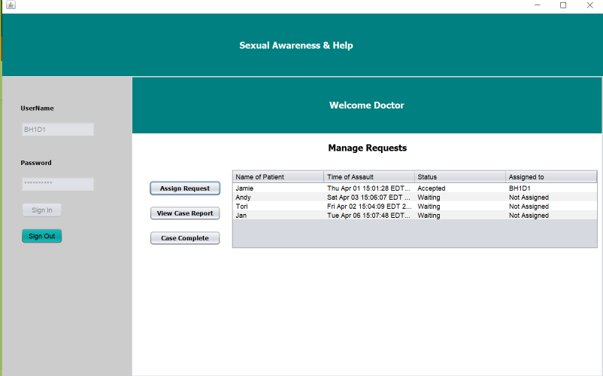 Sexual Awareness & Help
UserName
BH1D1
Password
**********
Sign In
Sign Out
Welcome Doctor
Manage Requests
Assign Request
View Case Report
Case Complete
Name of Patient Time of Assault Status Assigned to
Jamie Thu Apr 01 15:01:28 EDT... Accepted BH1D1
Andy Sat Apr 03 15:06:07 EDT ... Waiting Not Assigned
Tori Fri Apr 02 15:04:09 EDT 2... Waiting Not Assigned
Jan Tue Apr 06 15:07:48 EDT... Waiting Not Assigned